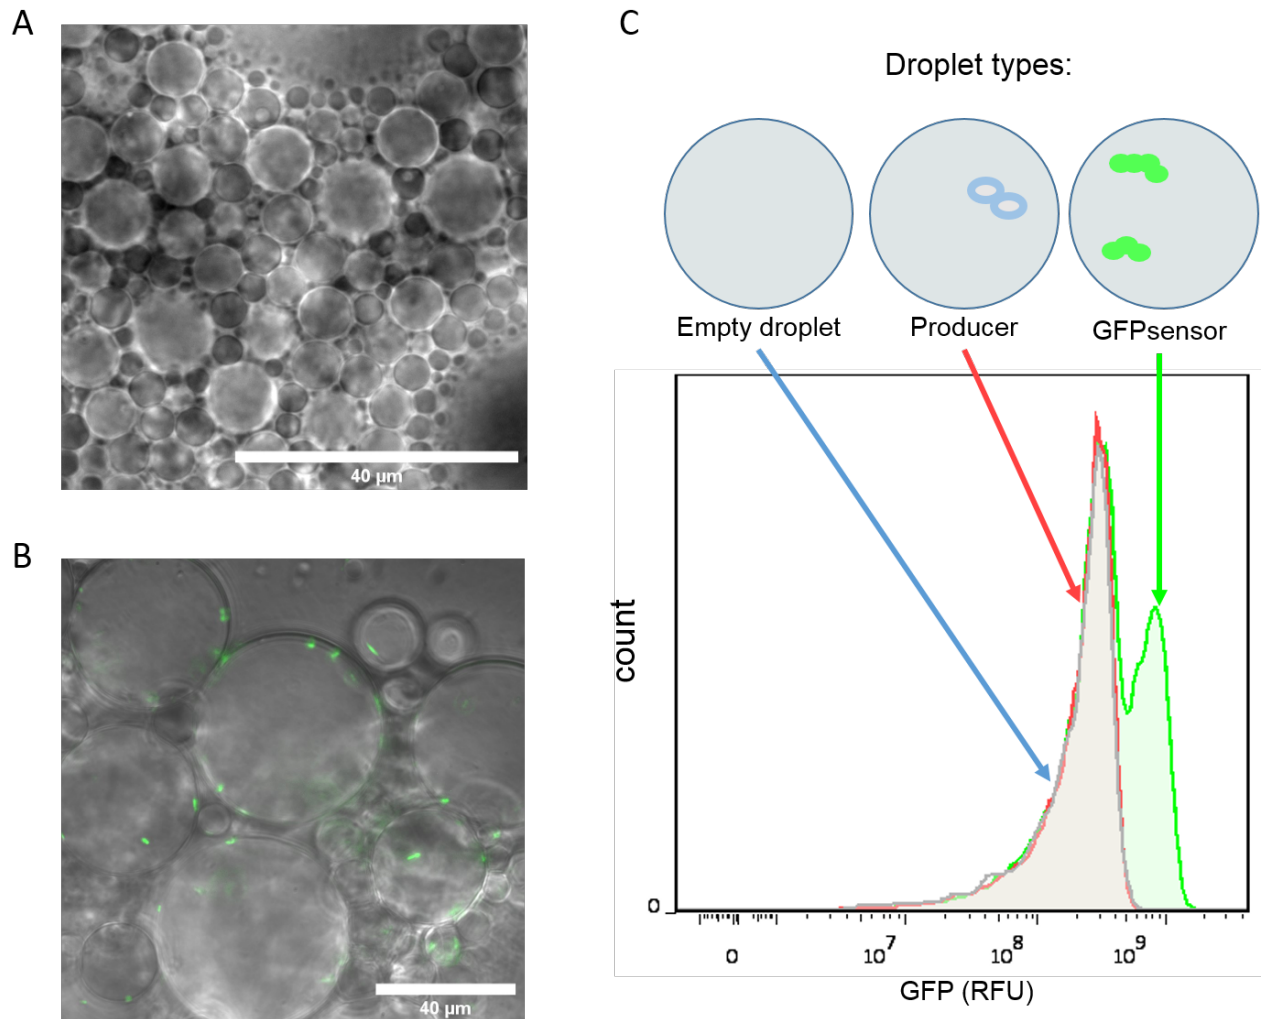 A
40 µm
B
40 µm
C
Droplet types:
Empty droplet
Producer
GFPsensor
count
0
0
10⁷
10⁸
10⁹
GFP (RFU)